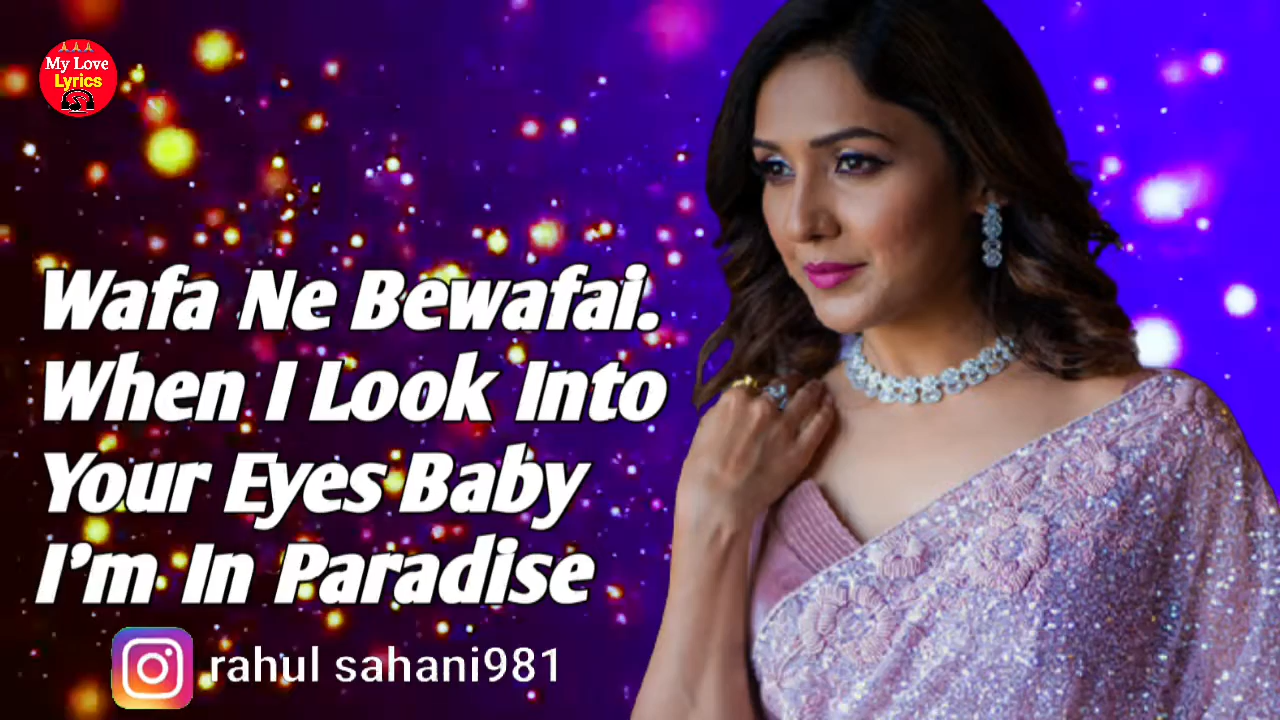 My Love
Lyrics
Wafa Ne Bewafai.
When I Look Into
Your Eyes Baby
I'm In Paradise
rahul sahani981